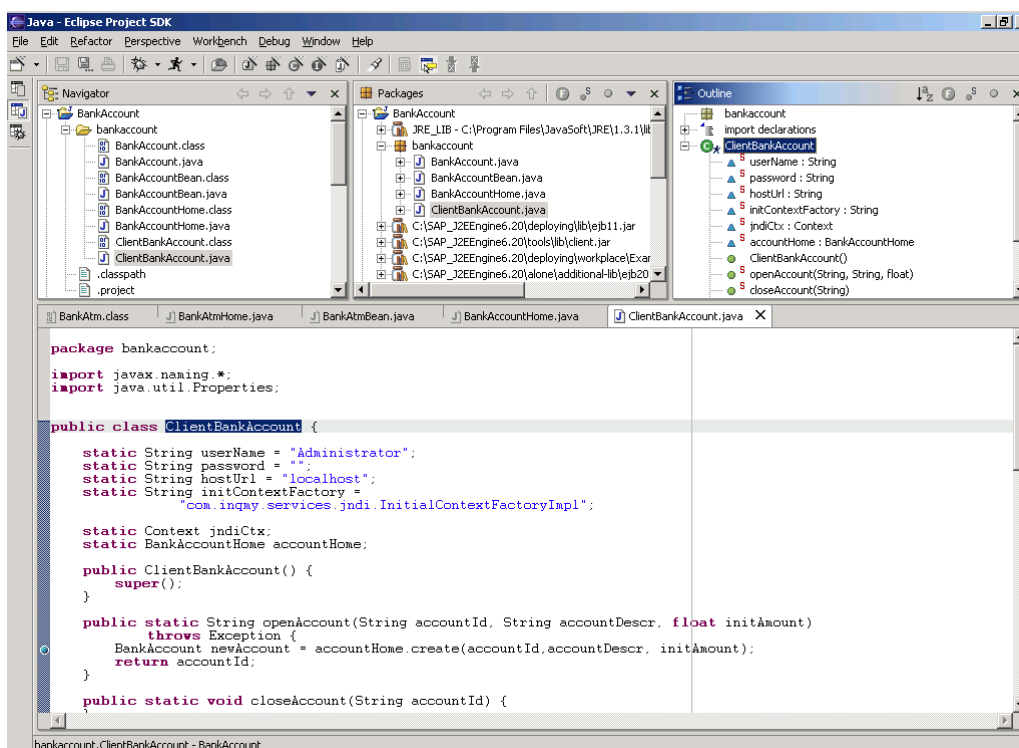 Java - Eclipse Project SDK
File Edit Refactor Perspective Workbench Debug Window Help
Navigator
BankAccount
bankaccount
BankAccount.class
BankAccount.java
BankAccountBean.class
BankAccountBean.java
BankAccountHome.class
BankAccountHome.java
ClientBankAccount.class
ClientBankAccount.java
.classpath
.project
Packages
BankAccount
JRE_LIB - C:\Program Files\JavaSoft\JRE\1.3.1\lib
bankaccount
BankAccount.java
BankAccountBean.java
BankAccountHome.java
ClientBankAccount.java
C:\SAP_J2EEngine6.20\deploying\lib\ejb11.jar
C:\SAP_J2EEngine6.20\tools\lib\client.jar
C:\SAP_J2EEngine6.20\deploying\workplace\Exar
C:\SAP_J2EEngine6.20\alone\additional-lib\ejb20
Outline
bankaccount
import declarations
ClientBankAccount
userName : String
password : String
hostUrl : String
initContextFactory : String
jndiCtx : Context
accountHome : BankAccountHome
ClientBankAccount()
openAccount(String, String, float)
closeAccount(String)
BankAtm.class BankAtmHome.java BankAtmBean.java BankAccountHome.java ClientBankAccount.java
package bankaccount;
import javax.naming.*;
import java.util.Properties;
public class ClientBankAccount {
static String userName = "Administrator";
static String password = "";
static String hostUrl = "localhost";
static String initContextFactory =
"com.inqmy.services.jndi.InitialContextFactoryImpl";
static Context jndiCtx;
static BankAccountHome accountHome;
public ClientBankAccount() {
super();
}
public static String openAccount(String accountId, String accountDescr, float initAmount)
throws Exception {
BankAccount newAccount = accountHome.create(accountId,accountDescr, initAmount);
return accountId;
}
public static void closeAccount(String accountId) {
bankaccount.ClientBankAccount - BankAccount